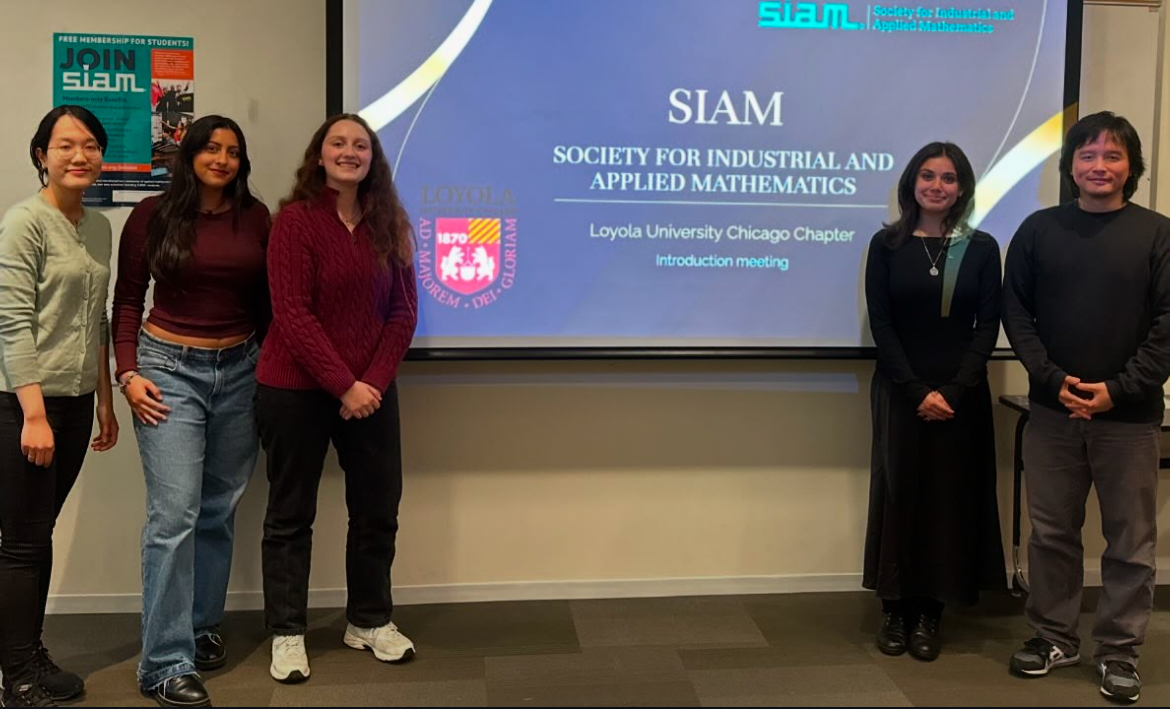 FREE MEMBERSHIP FOR STUDENTS!
JOIN
siam
siam
Society for Industrial and
Applied Mathematics
SIAM
SOCIETY FOR INDUSTRIAL AND
APPLIED MATHEMATICS
Loyola University Chicago Chapter
Introduction meeting
LOYOLA
1870
AD • MAJOREM • DEI • GLORIAM